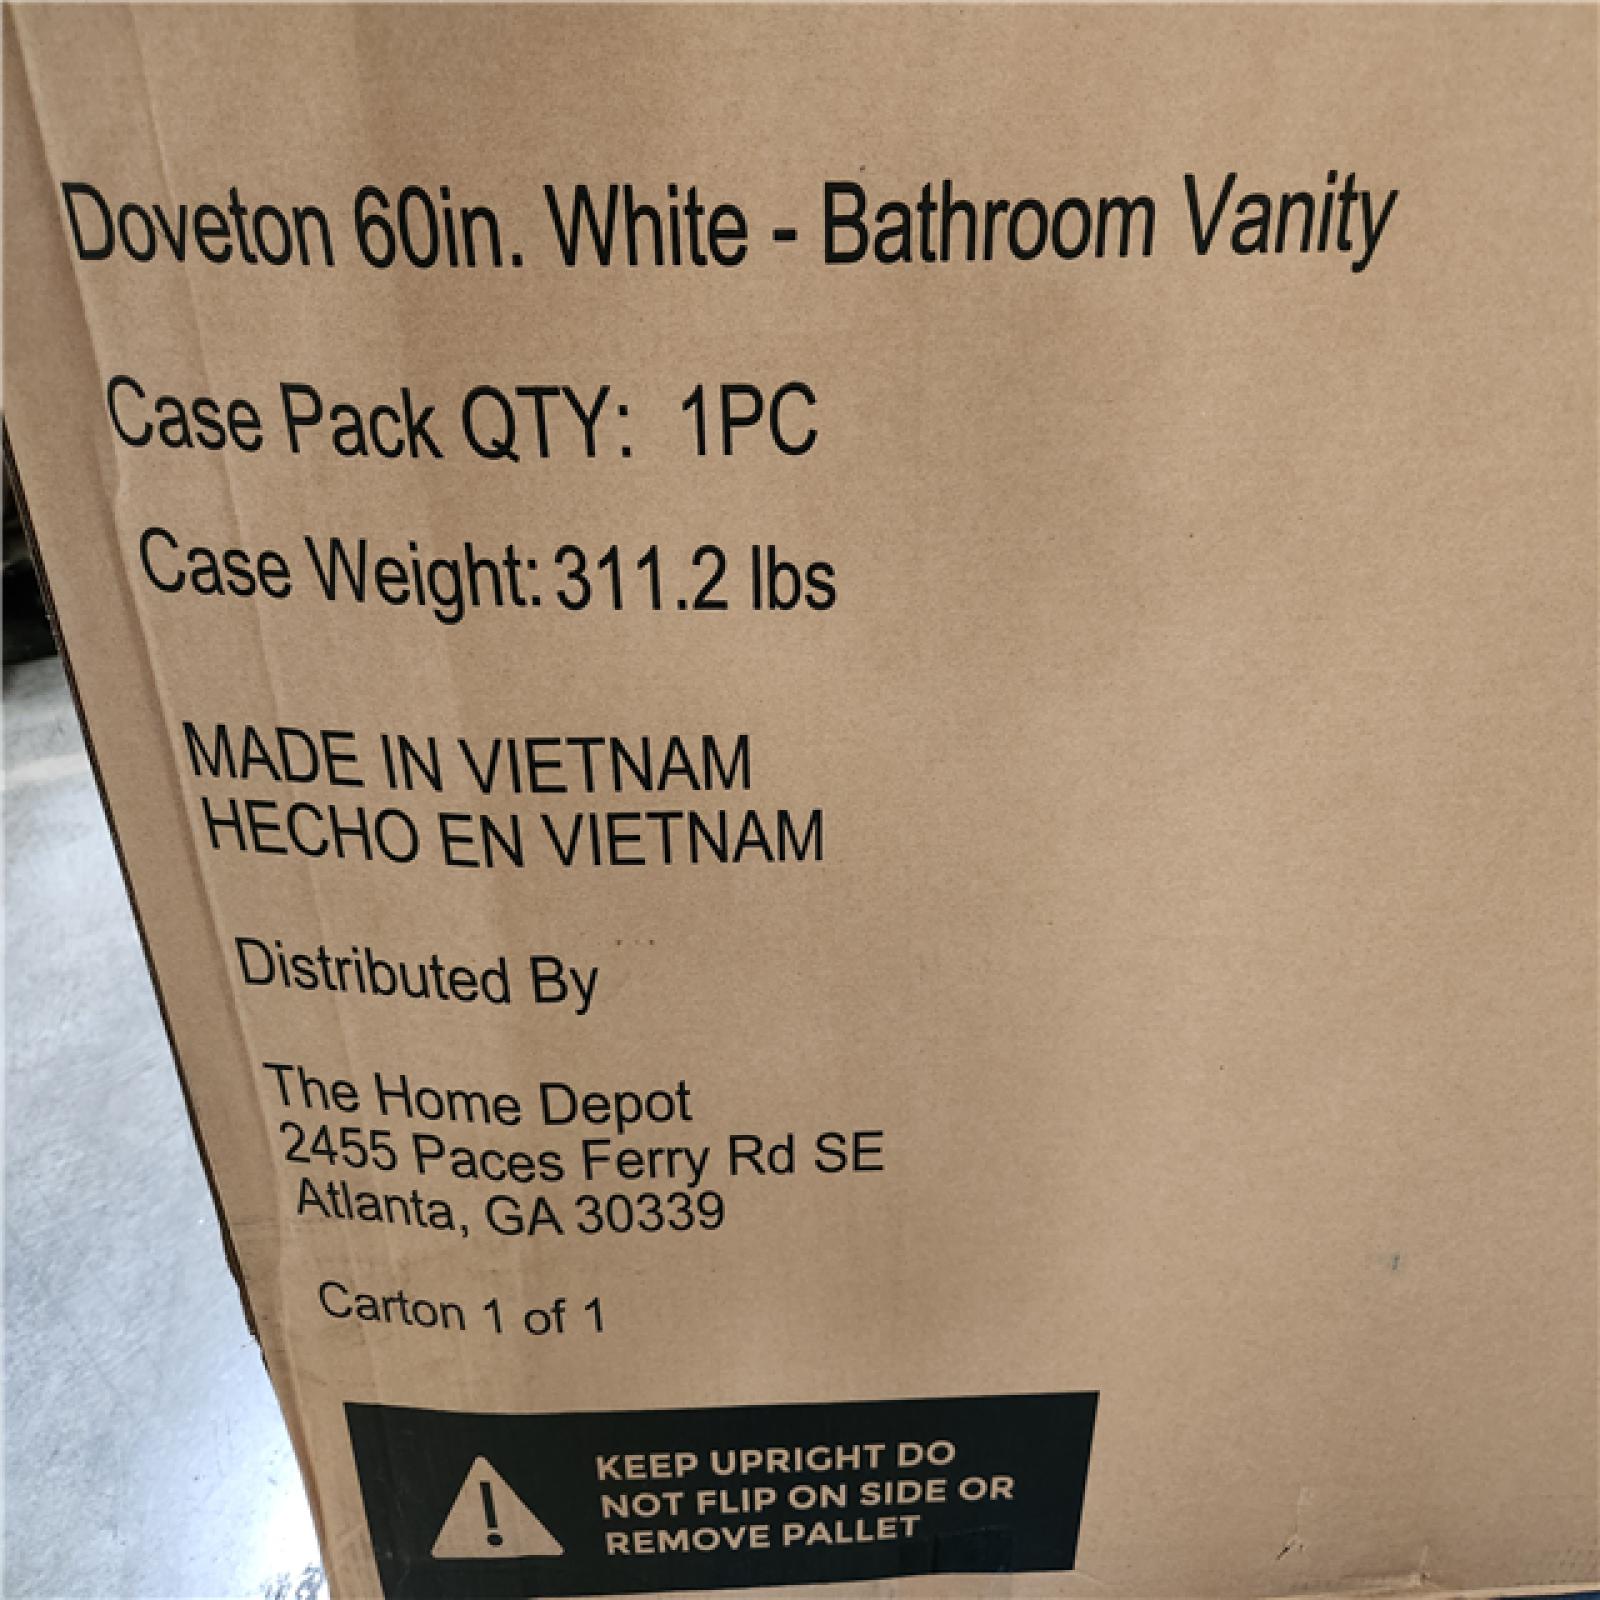 Doveton 60in. White - Bathroom Vanity
Case Pack QTY: 1PC
Case Weight: 311.2 lbs
MADE IN VIETNAM
HECHO EN VIETNAM
Distributed By
The Home Depot
2455 Paces Ferry Rd SE
Atlanta, GA 30339
Carton 1 of 1
KEEP UPRIGHT DO
NOT FLIP ON SIDE OR
REMOVE PALLET